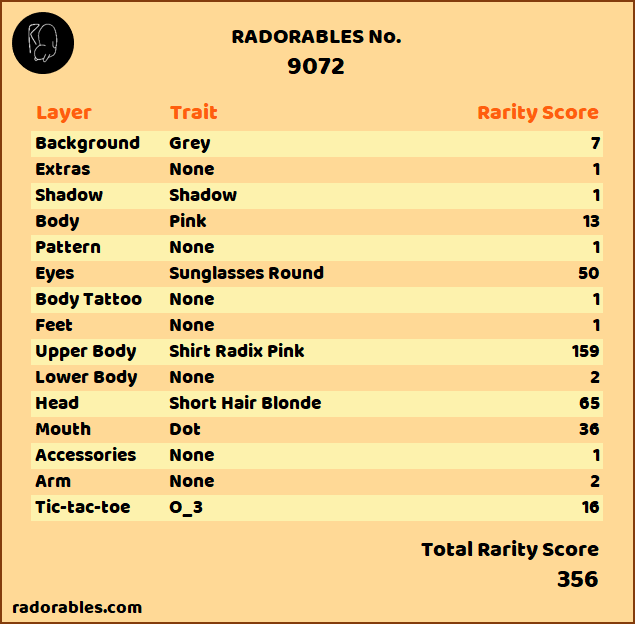 RADORABLES No.
9072
Layer Trait Rarity Score
Background Grey 7
Extras None 1
Shadow Shadow 1
Body Pink 13
Pattern None 1
Eyes Sunglasses Round 50
Body Tattoo None 1
Feet None 1
Upper Body Shirt Radix Pink 159
Lower Body None 2
Head Short Hair Blonde 65
Mouth Dot 36
Accessories None 1
Arm None 2
Tic-tac-toe O_3 16
Total Rarity Score
356
radorables.com